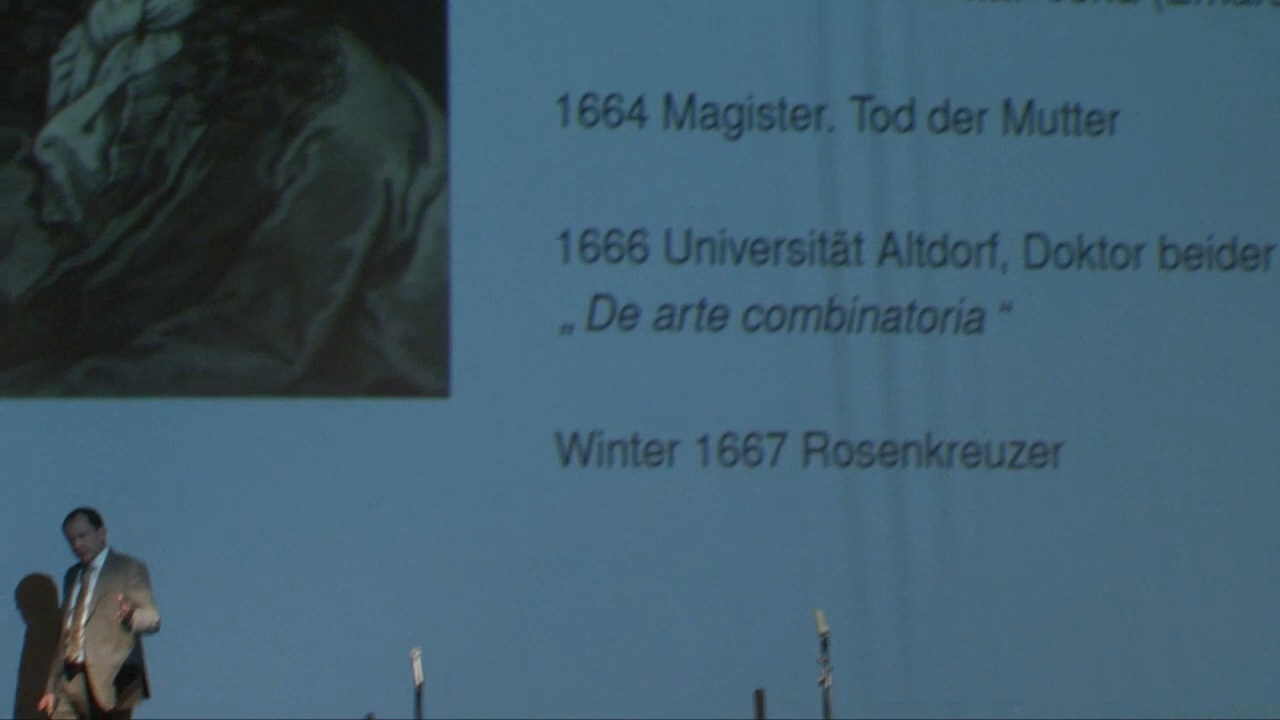 1664 Magister. Tod der Mutter
1666 Universität Altdorf, Doktor beider
„De arte combinatoria“
Winter 1667 Rosenkreuzer